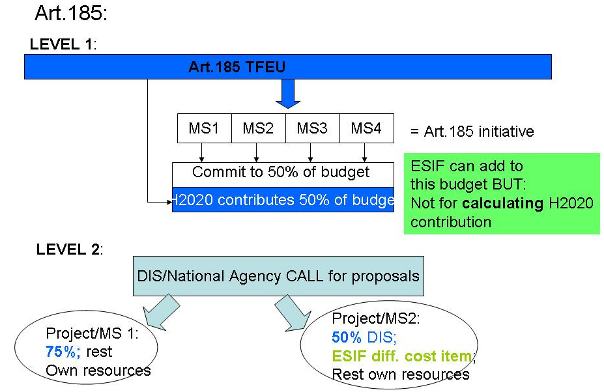 Art.185:
LEVEL 1:
Art.185 TFEU
MS1 MS2 MS3 MS4
= Art.185 initiative
Commit to 50% of budget
H2020 contributes 50% of budge
ESIF can add to
this budget BUT:
Not for calculating H2020
contribution
LEVEL 2:
DIS/National Agency CALL for proposals
Project/MS 1:
75%; rest
Own resources
Project/MS2:
50% DIS;
ESIF diff. cost item;
Rest own resources